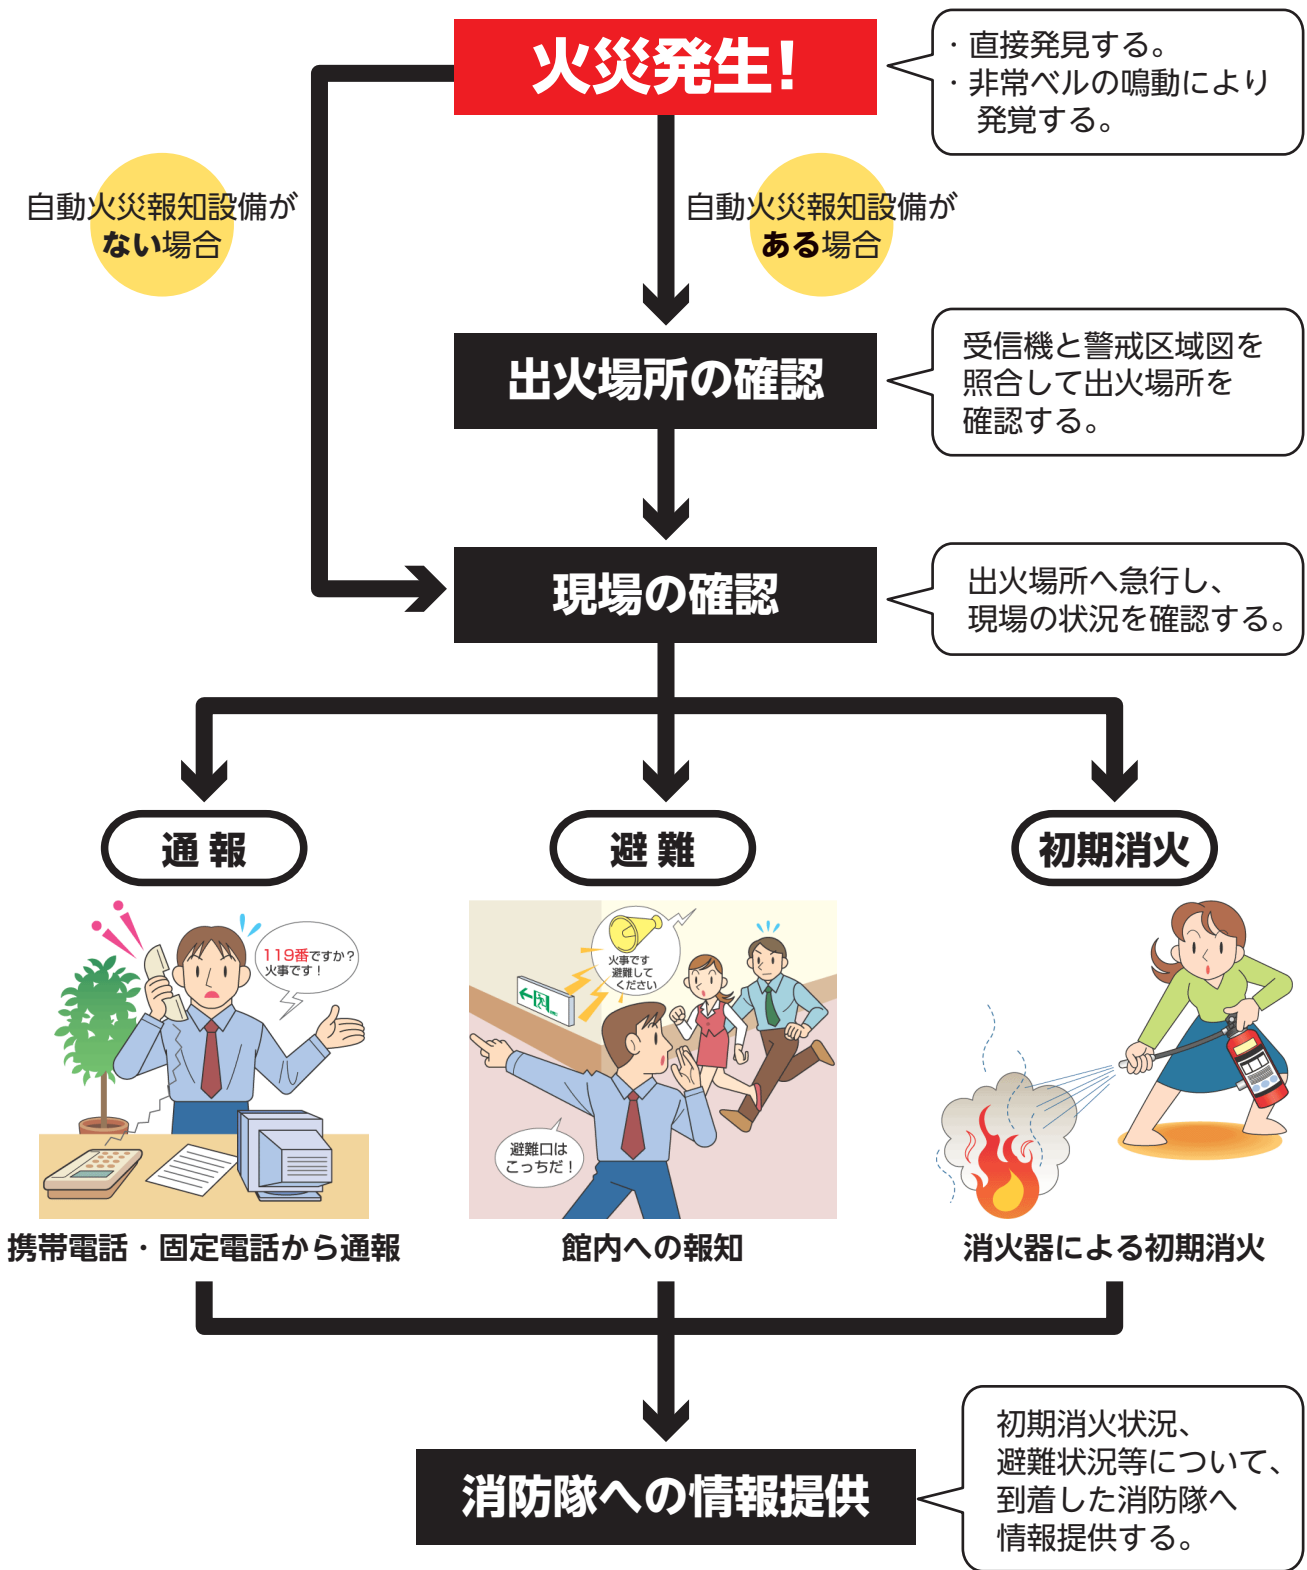 火災発生！
・直接発見する。
・非常ベルの鳴動により
発覚する。
自動火災報知設備が
ない場合
自動火災報知設備が
ある場合
出火場所の確認
受信機と警戒区域図を
照合して出火場所を
確認する。
現場の確認
出火場所へ急行し、
現場の状況を確認する。
通報
避難
初期消火
119番ですか？
火事です！
火事です
避難して
ください
避難口は
こっちだ！
携帯電話・固定電話から通報
館内への報知
消火器による初期消火
消防隊への情報提供
初期消火状況、
避難状況等について、
到着した消防隊へ
情報提供する。